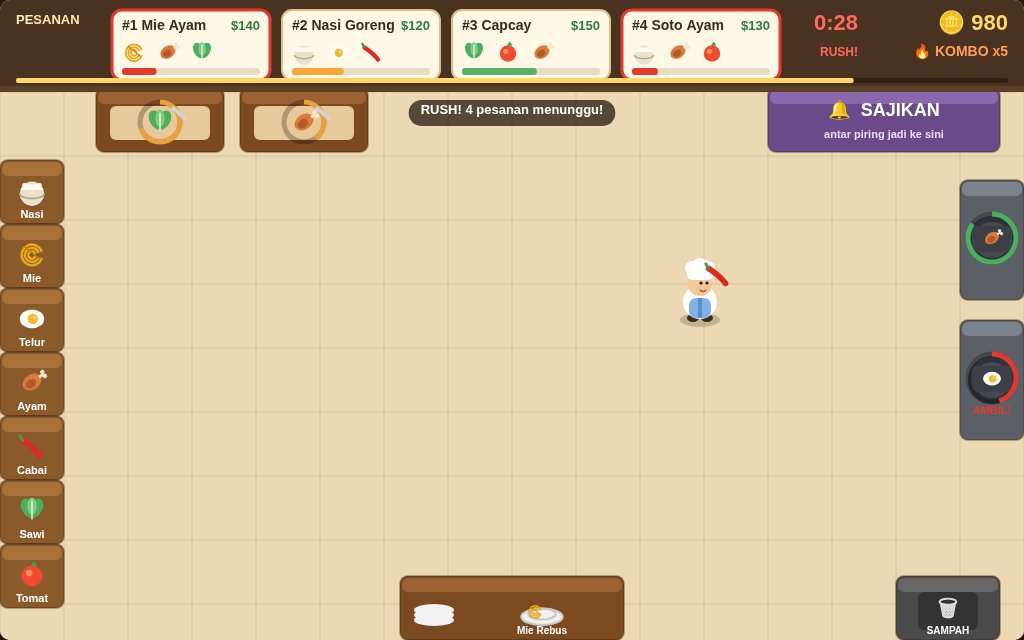 PESANAN
#1 Mie Ayam $140
#2 Nasi Goreng $120
#3 Capcay $150
#4 Soto Ayam $130
0:28
980
RUSH!
KOMBO x5
RUSH! 4 pesanan menunggu!
SAJIKAN
antar piring jadi ke sini
Nasi
Mie
Telur
Ayam
Cabai
Sawi
Tomat
AMBIL!
Mie Rebus
SAMPAH